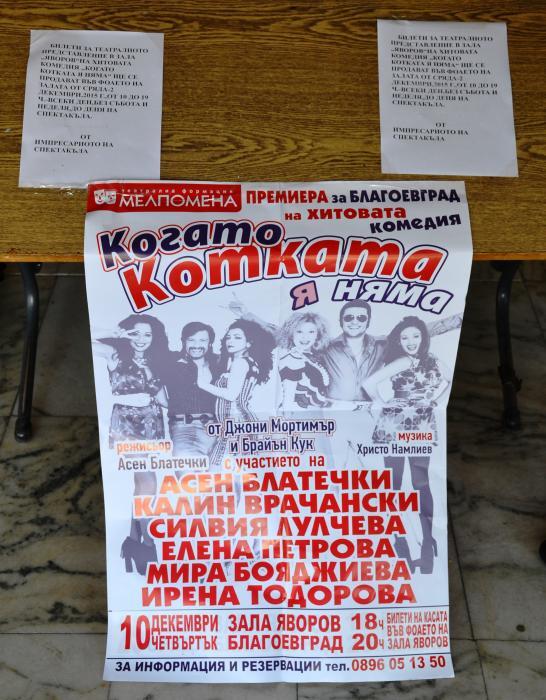 БИЛЕТИ ЗА ТЕАТРАЛНОТО
ПРЕДСТАВЛЕНИЕ В ЗАЛА
„ЯВОРОВ“НА ХИТОВАТА
КОМЕДИЯ „КОГАТО
КОТКАТА Я НЯМА“ ЩЕ СЕ
ПРОДАВАТ ВЪВ ФОАЕТО НА
ЗАЛАТА ОТ СРЯДА-2
ДЕКЕМВРИ,2015 Г.,ОТ 10 ДО 19
Ч.-ВСЕКИ ДЕН,БЕЗ СЪБОТА И
НЕДЕЛЯ,ДО ДЕНЯ НА
СПЕКТАКЪЛА.
ОТ
ИМПРЕСАРИОТО НА
СПЕКТАКЪЛА
БИЛЕТИ ЗА ТЕАТРАЛНОТО
ПРЕДСТАВЛЕНИЕ В ЗАЛА
„ЯВОРОВ“НА ХИТОВАТА
КОМЕДИЯ „КОГАТО
КОТКАТА Я НЯМА“ ЩЕ СЕ
ПРОДАВАТ ВЪВ ФОАЕТО НА
ЗАЛАТА ОТ СРЯДА-2
ДЕКЕМВРИ,2015 Г.,ОТ 10 ДО 19
Ч.-ВСЕКИ ДЕН,БЕЗ СЪБОТА И
НЕДЕЛЯ,ДО ДЕНЯ НА
СПЕКТАКЪЛА.
ОТ
ИМПРЕСАРИОТО НА
СПЕКТАКЪЛА
театрална формация
МЕЛПОМЕНА
ПРЕМИЕРА за БЛАГОЕВГРАД
на ХИТОВАТА
КОМЕДИЯ
Когато
Котката
я няма
от Джони Мортимър
и Брайън Кук
режисьор
Асен Блатечки
музика
Христо Намлиев
с участието на
АСЕН БЛАТЕЧКИ
КАЛИН ВРАЧАНСКИ
СИЛВИЯ ЛУЛЧЕВА
ЕЛЕНА ПЕТРОВА
МИРА БОЯДЖИЕВА
ИРЕНА ТОДОРОВА
10 ДЕКЕМВРИ ЧЕТВЪРТЪК
ЗАЛА ЯВОРОВ БЛАГОЕВГРАД
18ч 20ч
БИЛЕТИ НА КАСАТА
ВЪВ ФОАЕТО НА
ЗАЛА ЯВОРОВ
ЗА ИНФОРМАЦИЯ И РЕЗЕРВАЦИИ тел. 0896 05 13 50